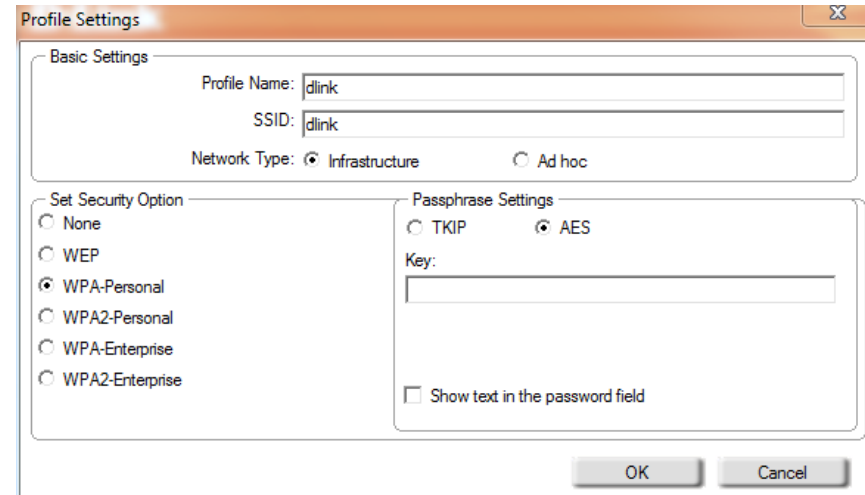 Profile Settings
Basic Settings
Profile Name: dlink
SSID: dlink
Network Type: Infrastructure Ad hoc
Set Security Option
None
WEP
WPA-Personal
WPA2-Personal
WPA-Enterprise
WPA2-Enterprise
Passphrase Settings
TKIP AES
Key:
Show text in the password field
OK Cancel